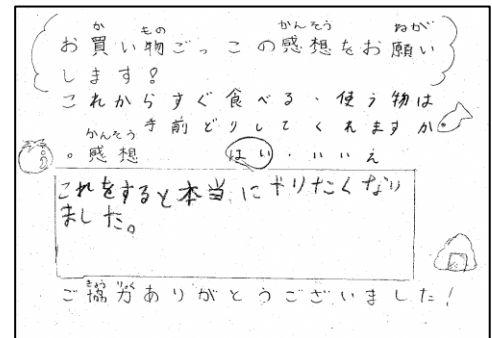 お買い物ごっこの感想をお願い
します?
これからすぐ食べる・使う物は
手前どりしてくれますか
。感想 はい・いいえ
これをすると本当にヤりたくなり
ました。
ご協力ありがとうございました!